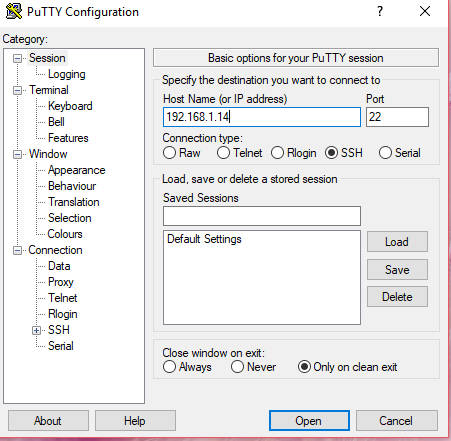 PuTTY Configuration
Category:
Session
Logging
Terminal
Keyboard
Bell
Features
Window
Appearance
Behaviour
Translation
Selection
Colours
Connection
Data
Proxy
Telnet
Rlogin
SSH
Serial
Basic options for your PuTTY session
Specify the destination you want to connect to
Host Name (or IP address) Port
192.168.1.14 22
Connection type:
Raw Telnet Rlogin SSH Serial
Load, save or delete a stored session
Saved Sessions
Default Settings
Load
Save
Delete
Close window on exit:
Always Never Only on clean exit
About Help Open Cancel